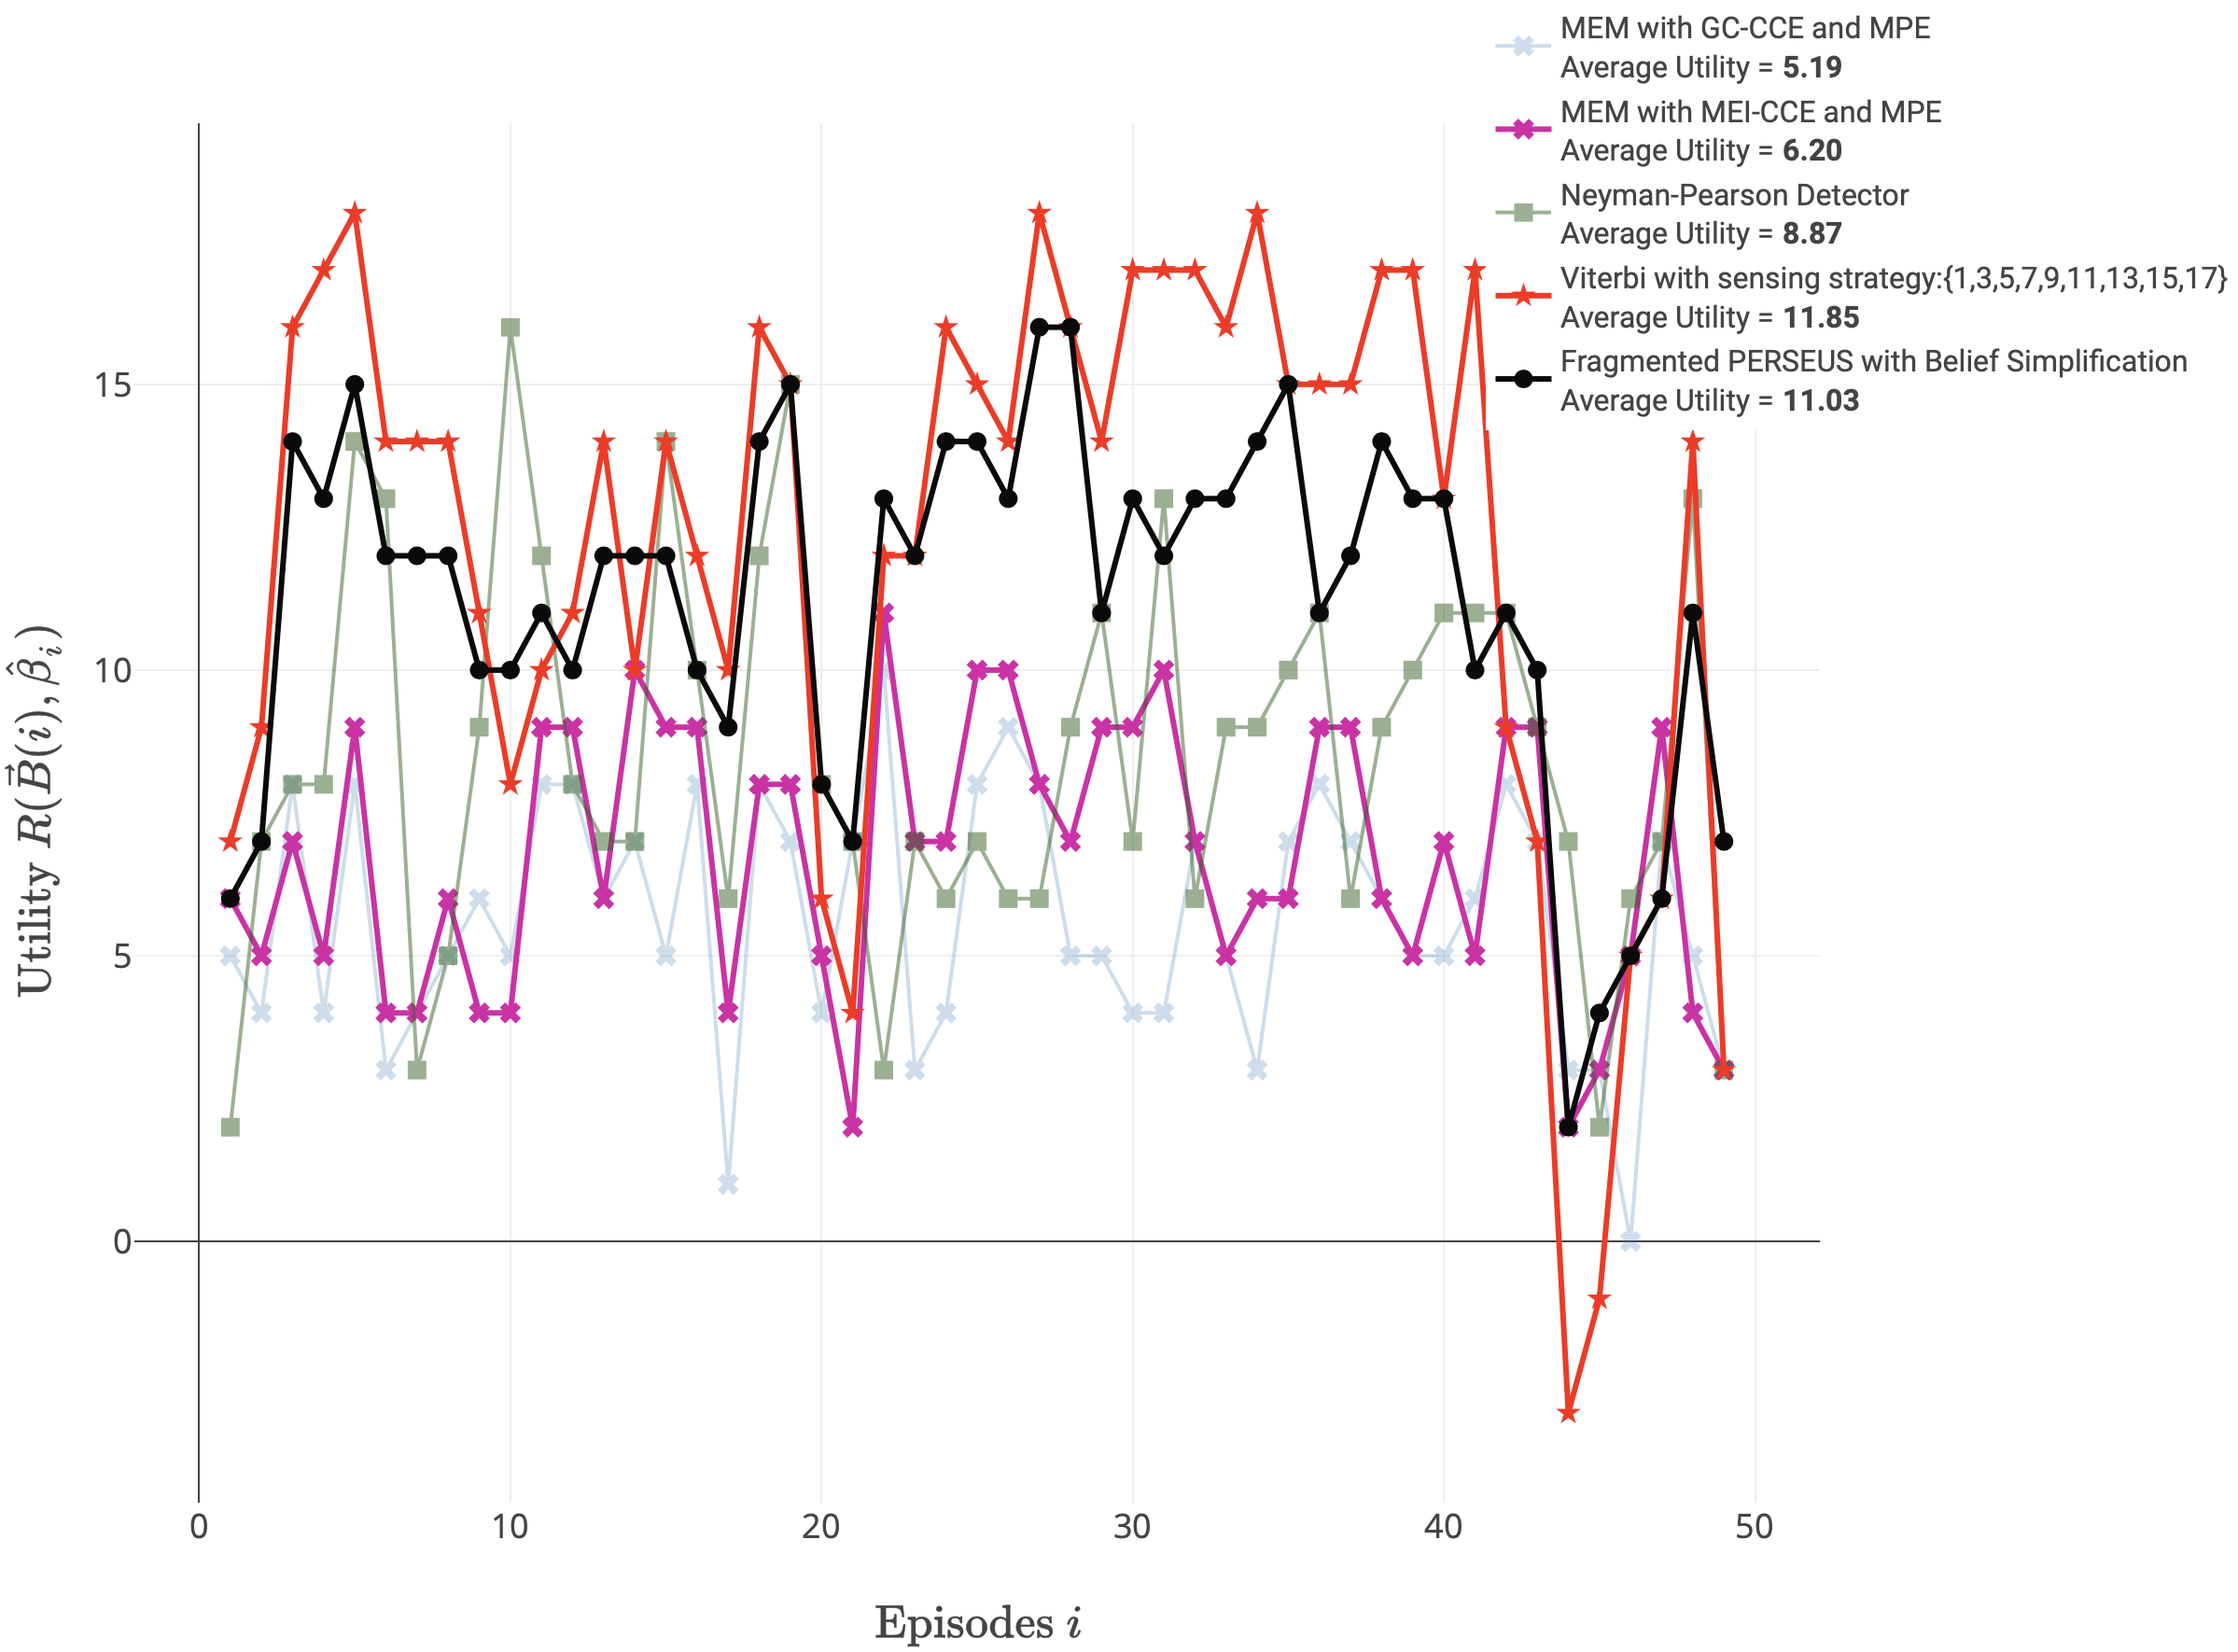 MEM with GC-CCE and MPE
Average Utility = 5.19
MEM with MEI-CCE and MPE
Average Utility = 6.20
Neyman-Pearson Detector
Average Utility = 8.87
Viterbi with sensing strategy:{1,3,5,7,9,11,13,15,17}
Average Utility = 11.85
Fragmented PERSEUS with Belief Simplification
Average Utility = 11.03
Utility $R(\vec{B}(i), \hat{\beta}_i)$
15
10
5
0
0 10 20 30 40 50
Episodes $i$